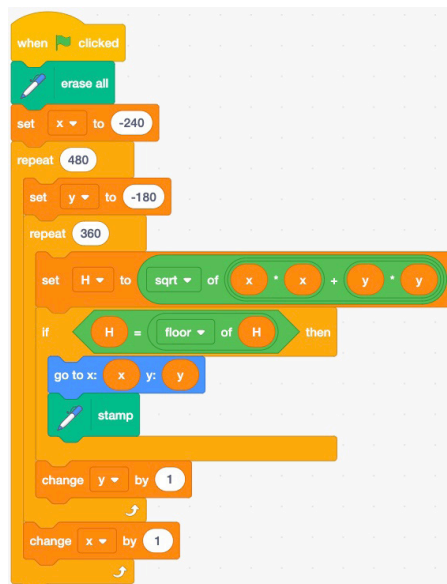 when clicked
erase all
set x to -240
repeat 480
set y to -180
repeat 360
set H to sqrt of x * x + y * y
if H = floor of H then
go to x: x y: y
stamp
change y by 1
change x by 1